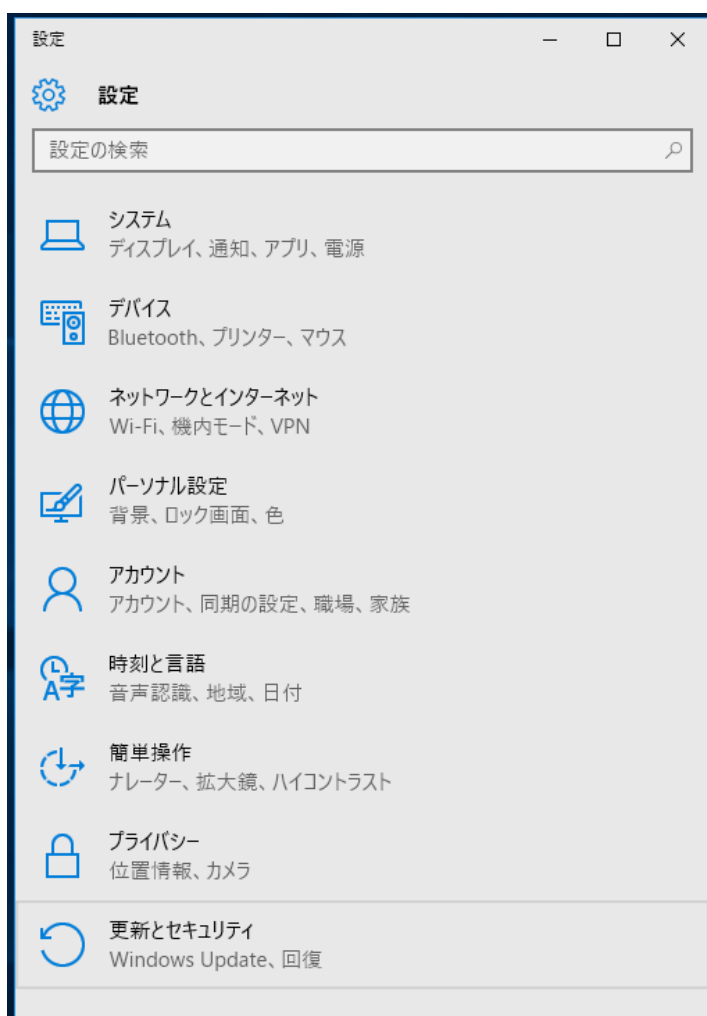 設定
設定
設定の検索
システム
ディスプレイ、通知、アプリ、電源
デバイス
Bluetooth、プリンター、マウス
ネットワークとインターネット
Wi-Fi、機内モード、VPN
パーソナル設定
背景、ロック画面、色
アカウント
アカウント、同期の設定、職場、家族
時刻と言語
音声認識、地域、日付
簡単操作
ナレーター、拡大鏡、ハイコントラスト
プライバシー
位置情報、カメラ
更新とセキュリティ
Windows Update、回復